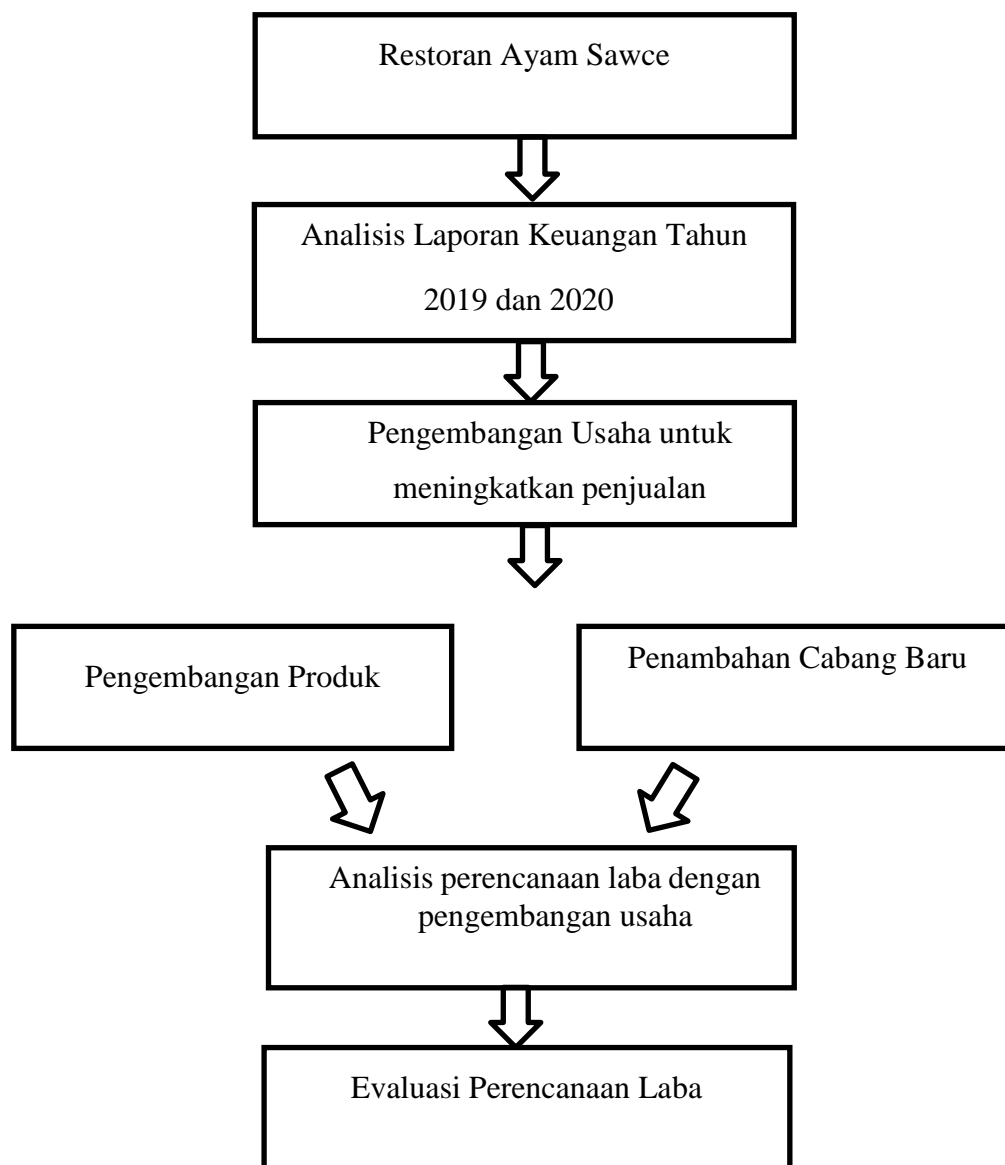 Restoran Ayam Sawce
Analisis Laporan Keuangan Tahun
2019 dan 2020
Pengembangan Usaha untuk
meningkatkan penjualan
Pengembangan Produk
Penambahan Cabang Baru
Analisis perencanaan laba dengan
pengembangan usaha
Evaluasi Perencanaan Laba